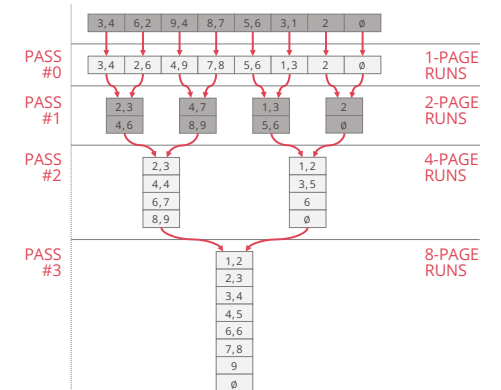 3,4 6,2 9,4 8,7 5,6 3,1 2 ∅
PASS #0
3,4 2,6 4,9 7,8 5,6 1,3 2 ∅
1-PAGE RUNS
PASS #1
2,3 4,7 1,3 2
4,6 8,9 5,6 ∅
2-PAGE RUNS
PASS #2
2,3 1,2
4,4 3,5
6,7 6
8,9 ∅
4-PAGE RUNS
PASS #3
1,2
2,3
3,4
4,5
6,6
7,8
9
∅
8-PAGE RUNS